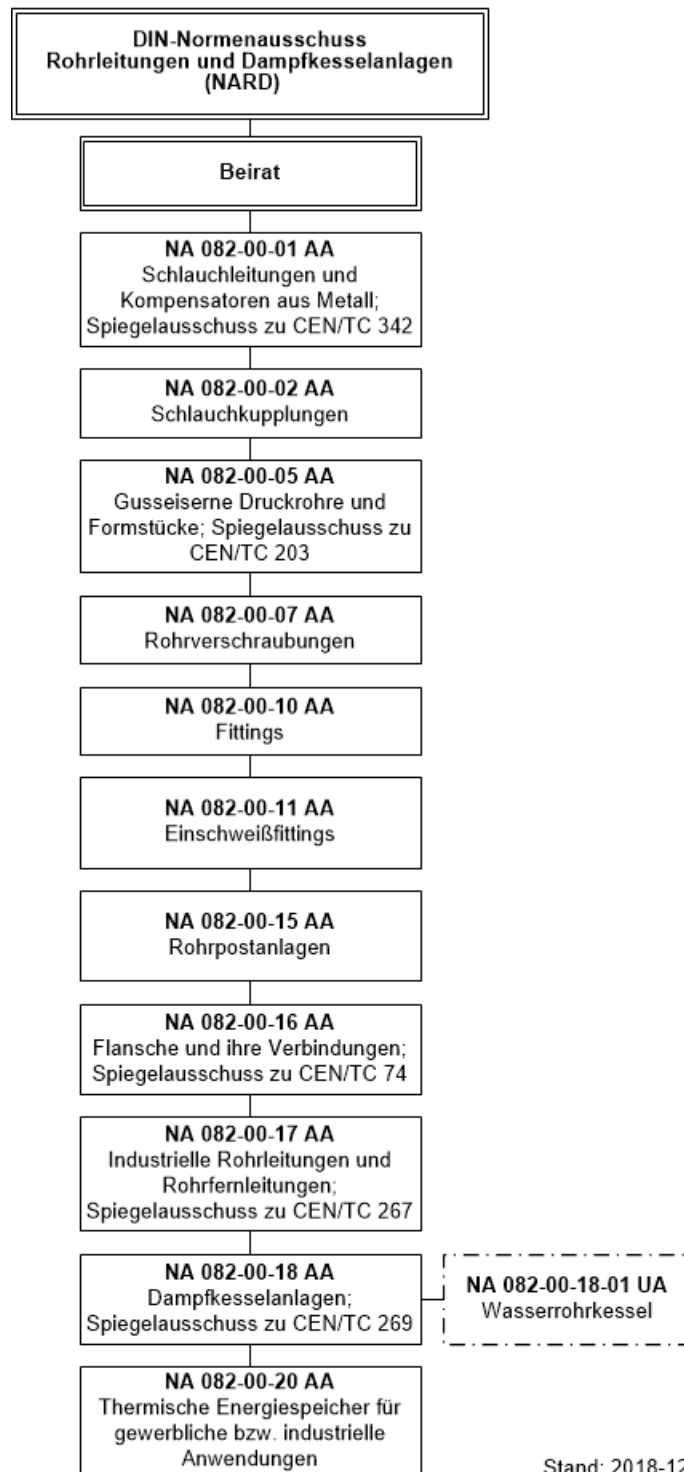 DIN-Normenausschuss
Rohrleitungen und Dampfkesselanlagen
(NARD)
Beirat
NA 082-00-01 AA
Schlauchleitungen und
Kompensatoren aus Metall;
Spiegelausschuss zu CEN/TC 342
NA 082-00-02 AA
Schlauchkupplungen
NA 082-00-05 AA
Gusseiserne Druckrohre und
Formstücke; Spiegelausschuss zu
CEN/TC 203
NA 082-00-07 AA
Rohrverschraubungen
NA 082-00-10 AA
Fittings
NA 082-00-11 AA
Einschweißfittings
NA 082-00-15 AA
Rohrpostanlagen
NA 082-00-16 AA
Flansche und ihre Verbindungen;
Spiegelausschuss zu CEN/TC 74
NA 082-00-17 AA
Industrielle Rohrleitungen und
Rohrfernleitungen;
Spiegelausschuss zu CEN/TC 267
NA 082-00-18 AA
Dampfkesselanlagen;
Spiegelausschuss zu CEN/TC 269
NA 082-00-18-01 UA
Wasserrohrkessel
NA 082-00-20 AA
Thermische Energiespeicher für
gewerbliche bzw. industrielle
Anwendungen
Stand: 2018-12